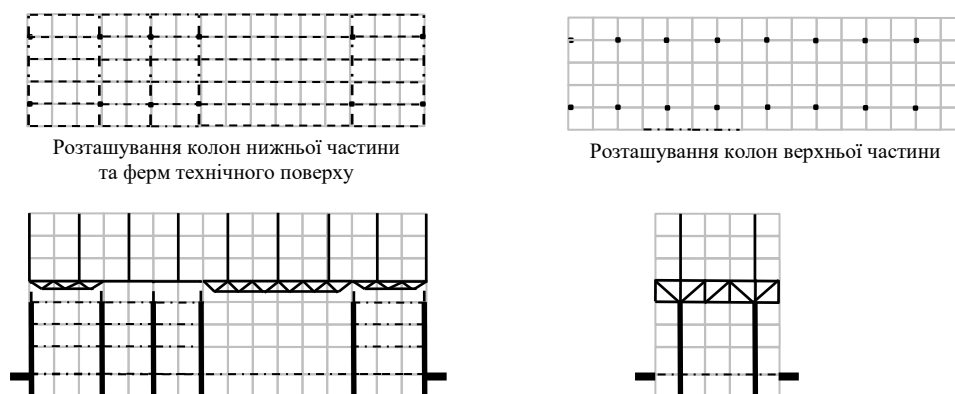 Розташування колон нижньої частини
та ферм технічного поверху
Розташування колон верхньої частини